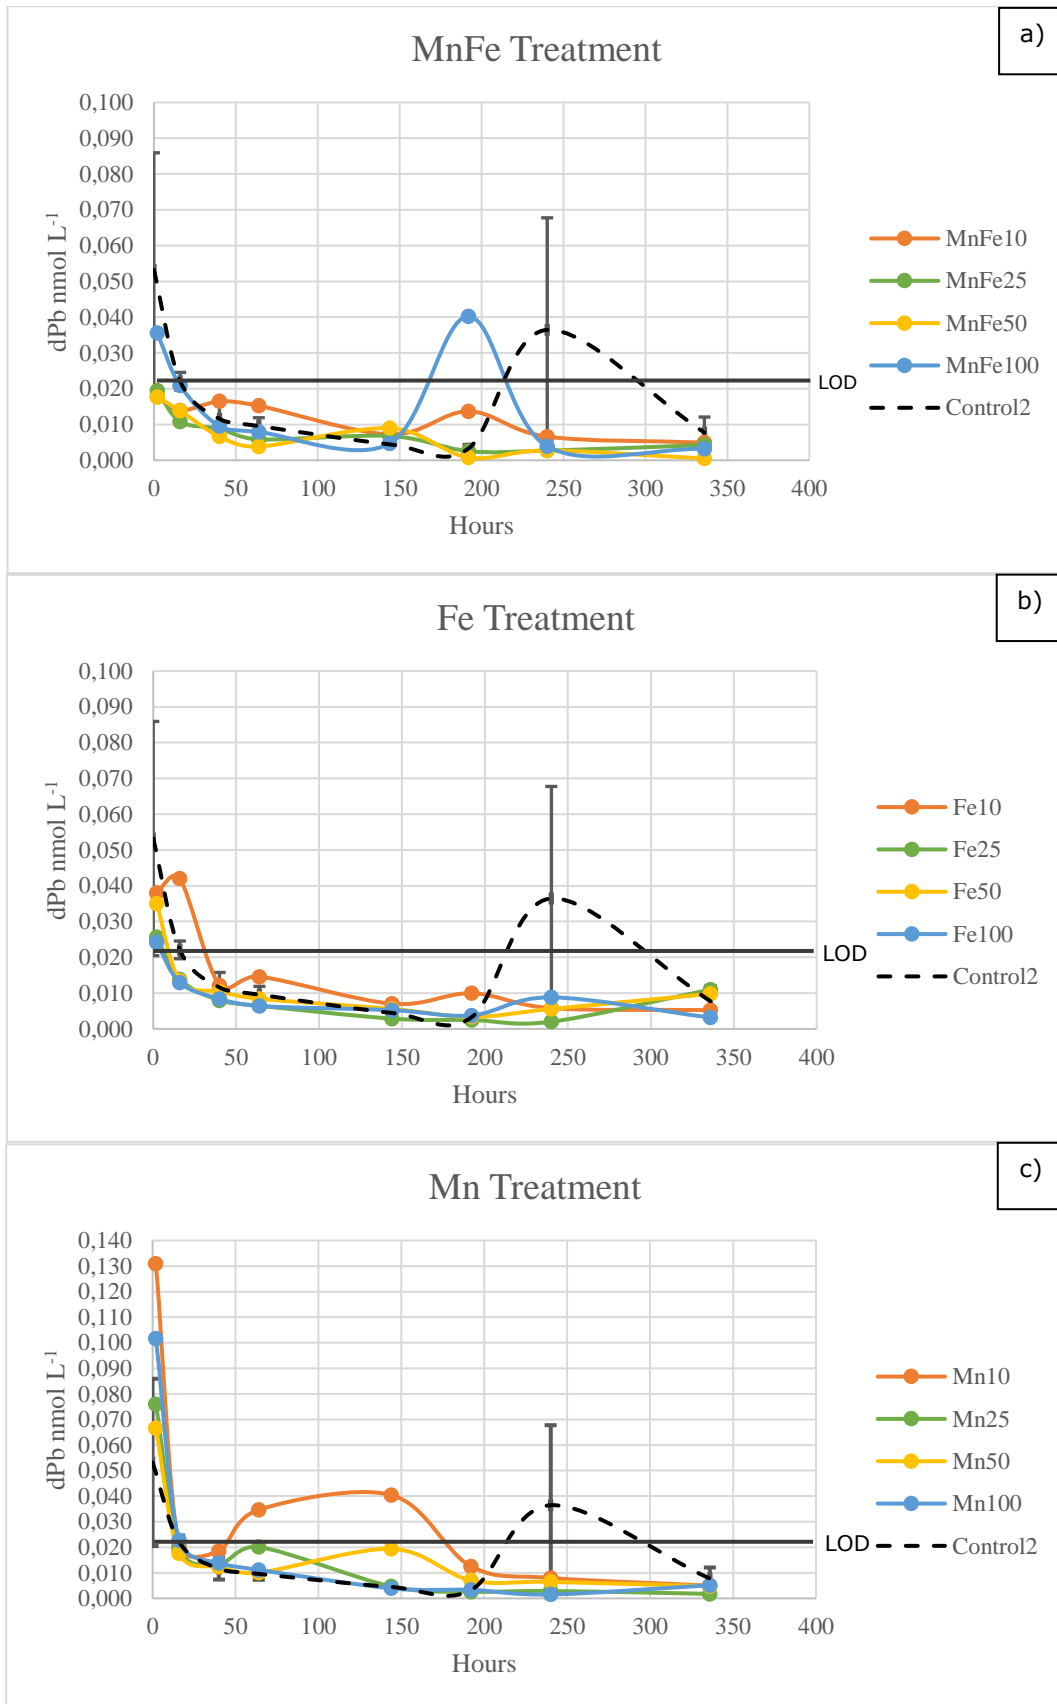 a)
MnFe Treatment
0,100
0,090
0,080
0,070
0,060
0,050
0,040
0,030
0,020
0,010
0,000
dPb nmol L-1
0 50 100 150 200 250 300 350 400
Hours
LOD
MnFe10
MnFe25
MnFe50
MnFe100
Control2
b)
Fe Treatment
0,100
0,090
0,080
0,070
0,060
0,050
0,040
0,030
0,020
0,010
0,000
dPb nmol L-1
0 50 100 150 200 250 300 350 400
Hours
LOD
Fe10
Fe25
Fe50
Fe100
Control2
c)
Mn Treatment
0,140
0,130
0,120
0,110
0,100
0,090
0,080
0,070
0,060
0,050
0,040
0,030
0,020
0,010
0,000
dPb nmol L-1
0 50 100 150 200 250 300 350 400
Hours
LOD
Mn10
Mn25
Mn50
Mn100
Control2